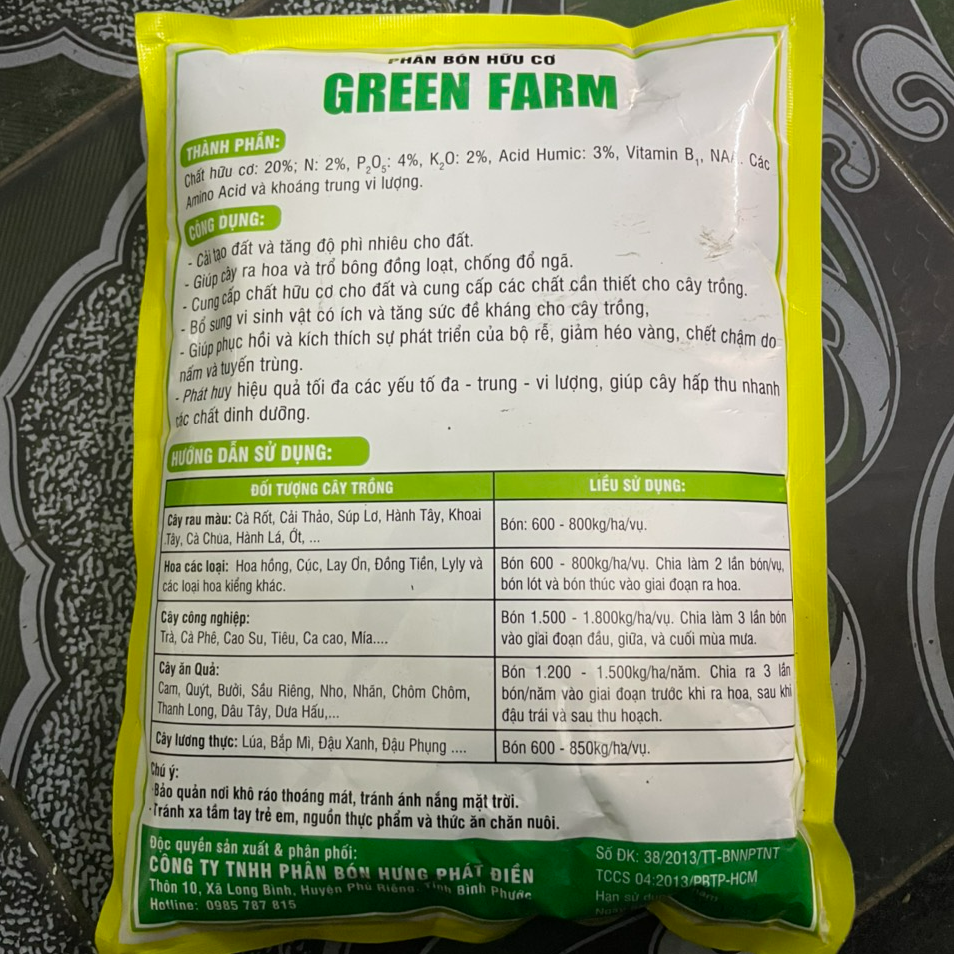 PHÂN BÓN HỮU CƠ
GREEN FARM
THÀNH PHẦN:
Chất hữu cơ: 20%; N: 2%, P₂O₅: 4%, K₂O: 2%, Acid Humic: 3%, Vitamin B₁, NAA. Các
Amino Acid và khoáng trung vi lượng.
CÔNG DỤNG:
- Cải tạo đất và tăng độ phì nhiêu cho đất.
- Giúp cây ra hoa và trổ bông đồng loạt, chống đổ ngã.
- Cung cấp chất hữu cơ cho đất và cung cấp các chất cần thiết cho cây trồng.
- Bổ sung vi sinh vật có ích và tăng sức đề kháng cho cây trồng,
- Giúp phục hồi và kích thích sự phát triển của bộ rễ, giảm héo vàng, chết chậm do
nấm và tuyến trùng.
- Phát huy hiệu quả tối đa các yếu tố đa - trung - vi lượng, giúp cây hấp thu nhanh
các chất dinh dưỡng.
HƯỚNG DẪN SỬ DỤNG:
ĐỐI TƯỢNG CÂY TRỒNG
LIỀU SỬ DỤNG:
Cây rau màu: Cà Rốt, Cải Thảo, Súp Lơ, Hành Tây, Khoai
Tây, Cà Chua, Hành Lá, Ớt, ...
Bón: 600 - 800kg/ha/vụ.
Hoa các loại: Hoa hồng, Cúc, Lay Ơn, Đồng Tiền, Lyly và
các loại hoa kiểng khác.
Bón 600 - 800kg/ha/vụ. Chia làm 2 lần bón/vụ,
bón lót và bón thúc vào giai đoạn ra hoa.
Cây công nghiệp:
Trà, Cà Phê, Cao Su, Tiêu, Ca cao, Mía....
Bón 1.500 - 1.800kg/ha/vụ. Chia làm 3 lần bón
vào giai đoạn đầu, giữa, và cuối mùa mưa.
Cây ăn Quả:
Cam, Quýt, Bưởi, Sầu Riêng, Nho, Nhãn, Chôm Chôm,
Thanh Long, Dâu Tây, Dưa Hấu,...
Bón 1.200 - 1.500kg/ha/năm. Chia ra 3 lần
bón/năm vào giai đoạn trước khi ra hoa, sau khi
đậu trái và sau thu hoạch.
Cây lương thực: Lúa, Bắp Mì, Đậu Xanh, Đậu Phụng ....
Bón 600 - 850kg/ha/vụ.
Chú ý:
-Bảo quản nơi khô ráo thoáng mát, tránh ánh nắng mặt trời.
-Tránh xa tầm tay trẻ em, nguồn thực phẩm và thức ăn chăn nuôi.
Độc quyền sản xuất & phân phối:
CÔNG TY TNHH PHÂN BÓN HƯNG PHÁT ĐIỀN
Thôn 10, Xã Long Bình, Huyện Phú Riềng, Tỉnh Bình Phước
Hotline: 0985 787 815
Số ĐK: 38/2013/TT-BNNPTNT
TCCS 04:2013/PBTP-HCM
Hạn sử